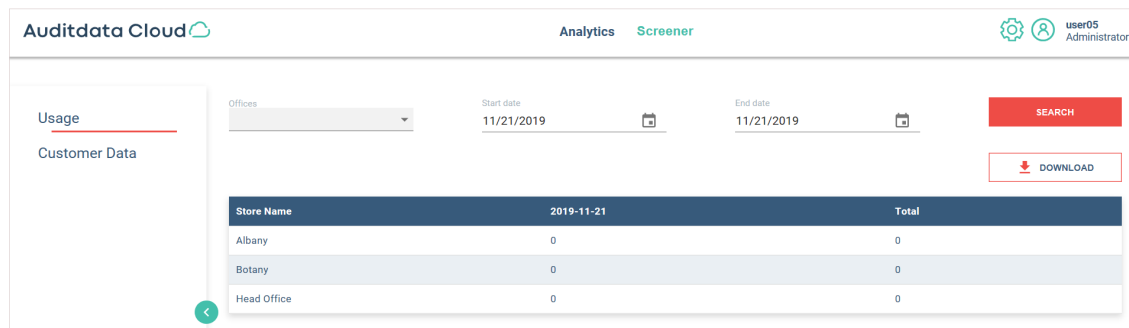 Auditdata Cloud
Analytics Screener
user05
Administrator
Usage
Customer Data
Offices
Start date
11/21/2019
End date
11/21/2019
SEARCH
DOWNLOAD
Store Name 2019-11-21 Total
Albany 0 0
Botany 0 0
Head Office 0 0